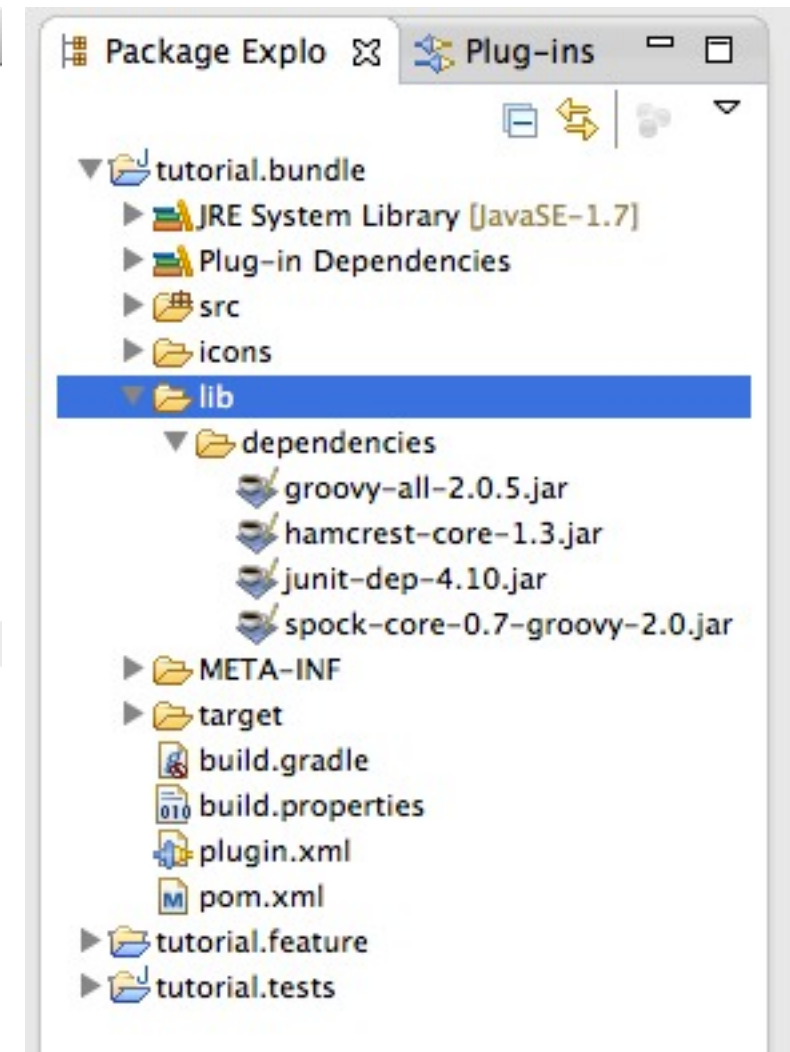 Package Explo Plug-ins
tutorial.bundle
JRE System Library [JavaSE-1.7]
Plug-in Dependencies
src
icons
lib
dependencies
groovy-all-2.0.5.jar
hamcrest-core-1.3.jar
junit-dep-4.10.jar
spock-core-0.7-groovy-2.0.jar
META-INF
target
build.gradle
build.properties
plugin.xml
pom.xml
tutorial.feature
tutorial.tests